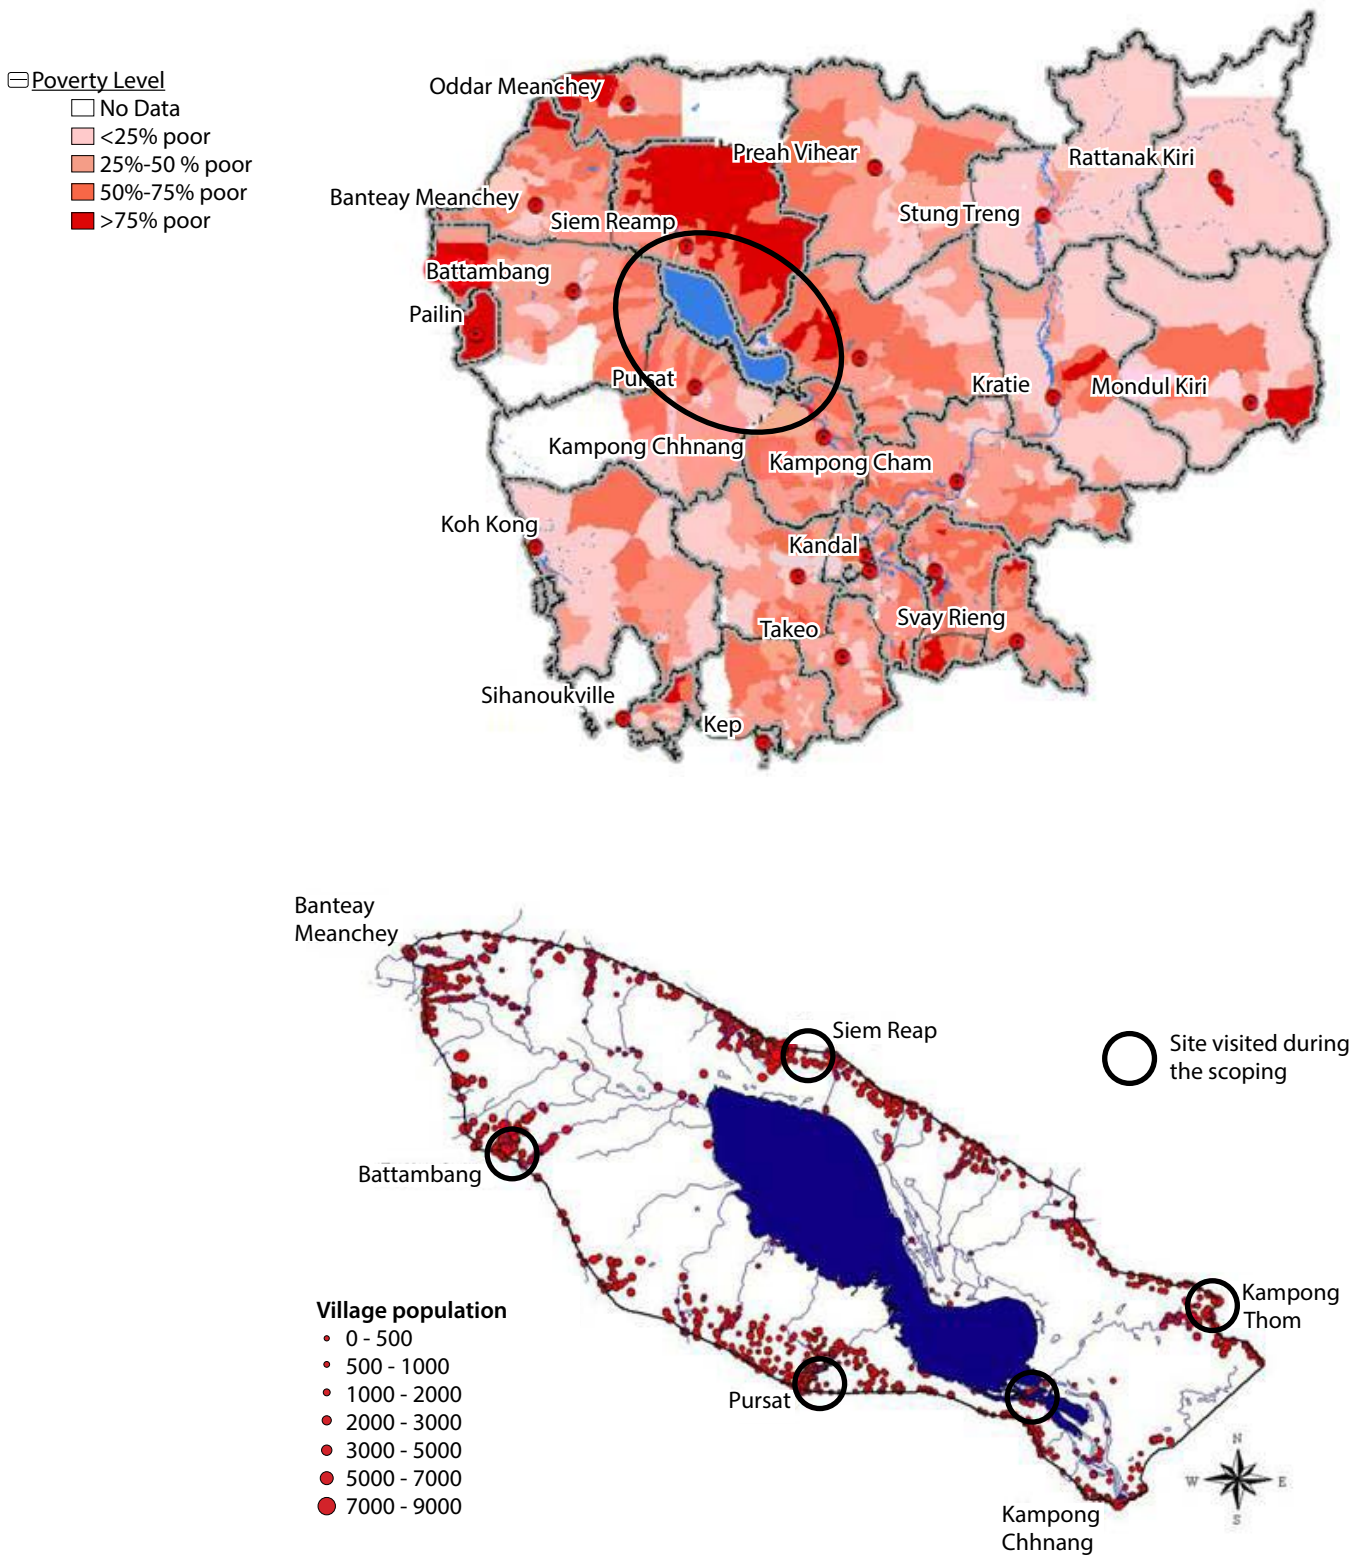 Poverty Level
No Data
<25% poor
25%-50 % poor
50%-75% poor
>75% poor
Oddar Meanchey
Preah Vihear
Rattanak Kiri
Banteay Meanchey
Siem Reamp
Stung Treng
Battambang
Pailin
Pursat
Kratie
Mondul Kiri
Kampong Chhnang
Kampong Cham
Koh Kong
Kandal
Svay Rieng
Takeo
Sihanoukville
Kep
Banteay
Meanchey
Siem Reap
Site visited during
the scoping
Battambang
Kampong
Thom
Village population
0 - 500
500 - 1000
1000 - 2000
2000 - 3000
3000 - 5000
5000 - 7000
7000 - 9000
Pursat
Kampong
Chhnang
N
W
E
S